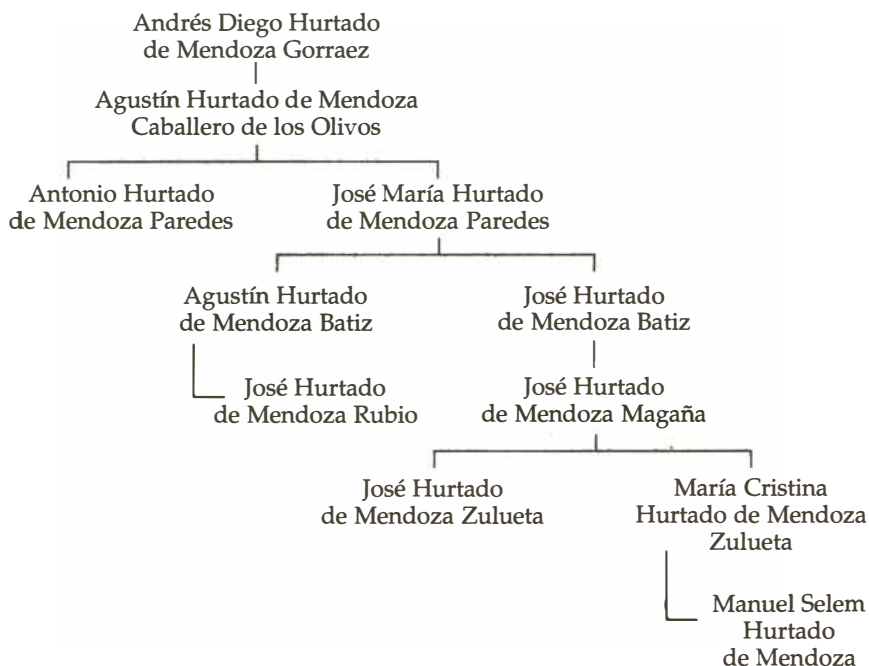 Andrés Diego Hurtado
de Mendoza Gorraez
Agustín Hurtado de Mendoza
Caballero de los Olivos
Antonio Hurtado
de Mendoza Paredes
José María Hurtado
de Mendoza Paredes
Agustín Hurtado
de Mendoza Batiz
José Hurtado
de Mendoza Batiz
José Hurtado
de Mendoza Rubio
José Hurtado
de Mendoza Magaña
José Hurtado
de Mendoza Zulueta
María Cristina
Hurtado de Mendoza
Zulueta
Manuel Selem
Hurtado
de Mendoza